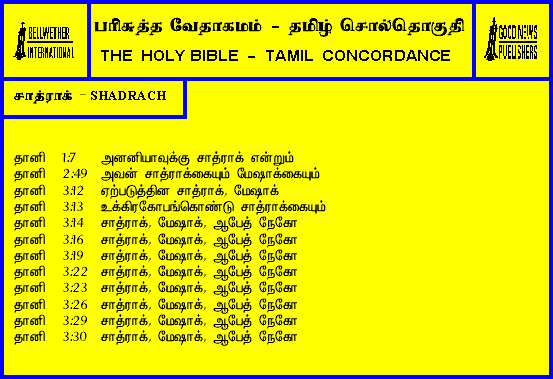 BELLWETHER
INTERNATIONAL
பரிசுத்த வேதாகமம் - தமிழ் சொல்தொகுதி
THE HOLY BIBLE - TAMIL CONCORDANCE
GOOD NEWS
PUBLISHERS
சாத்ராக் - SHADRACH
தானி 1:7 அனனியாவுக்கு சாத்ராக் என்றும்
தானி 2:49 அவன் சாத்ராக்கையும் மேஷாக்கையும்
தானி 3:12 ஏற்படுத்தின சாத்ராக், மேஷாக்
தானி 3:13 உக்கிரகோபங்கொண்டு சாத்ராக்கையும்
தானி 3:14 சாத்ராக், மேஷாக், ஆபேத் நேகோ
தானி 3:16 சாத்ராக், மேஷாக், ஆபேத் நேகோ
தானி 3:19 சாத்ராக், மேஷாக், ஆபேத் நேகோ
தானி 3:22 சாத்ராக், மேஷாக், ஆபேத் நேகோ
தானி 3:23 சாத்ராக், மேஷாக், ஆபேத் நேகோ
தானி 3:26 சாத்ராக், மேஷாக், ஆபேத் நேகோ
தானி 3:29 சாத்ராக், மேஷாக், ஆபேத் நேகோ
தானி 3:30 சாத்ராக், மேஷாக், ஆபேத் நேகோ